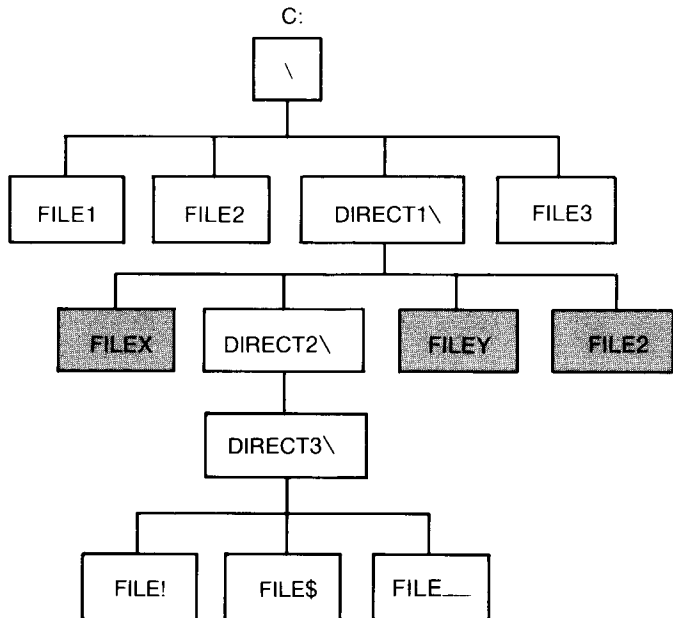 C:
\
FILE1 FILE2 DIRECT1\ FILE3
FILEX DIRECT2\ FILEY FILE2
DIRECT3\
FILE! FILE$ FILE__